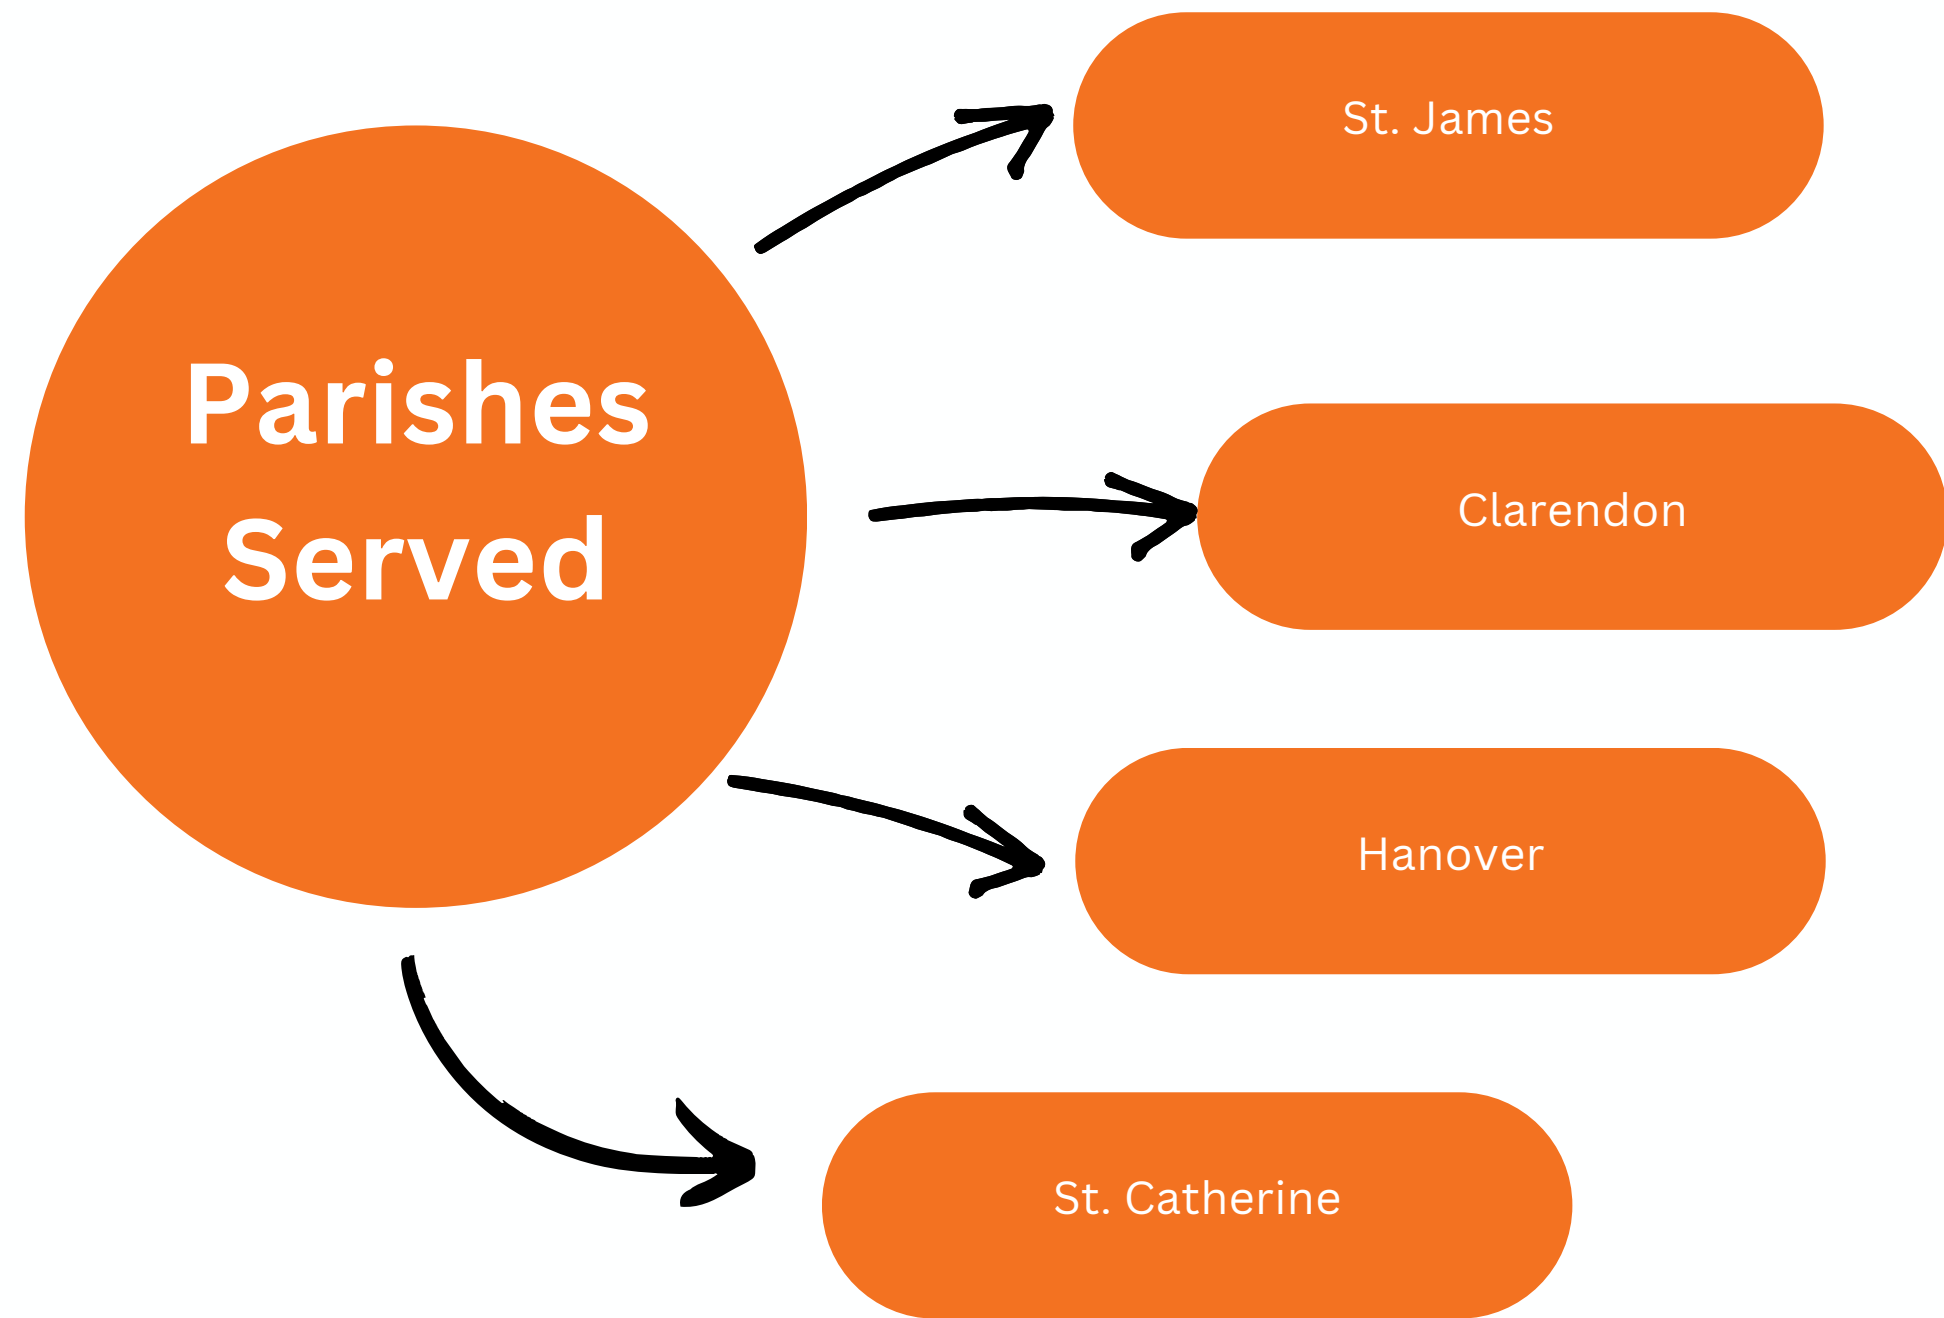 Parishes
Served
St. James
Clarendon
Hanover
St. Catherine